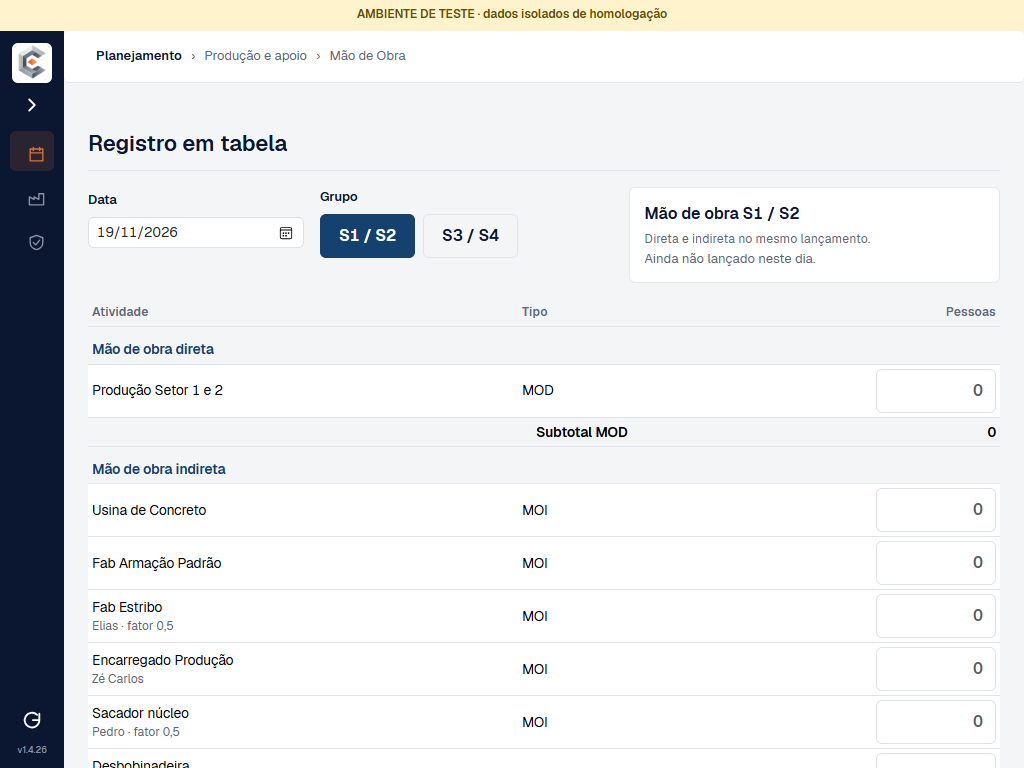 AMBIENTE DE TESTE · dados isolados de homologação
Planejamento › Produção e apoio › Mão de Obra
Registro em tabela
Data
19/11/2026
Grupo
S1 / S2
S3 / S4
Mão de obra S1 / S2
Direta e indireta no mesmo lançamento.
Ainda não lançado neste dia.
Atividade Tipo Pessoas
Mão de obra direta
Produção Setor 1 e 2 MOD 0
Subtotal MOD 0
Mão de obra indireta
Usina de Concreto MOI 0
Fab Armação Padrão MOI 0
Fab Estribo
Elias · fator 0,5
MOI 0
Encarregado Produção
Zé Carlos
MOI 0
Sacador núcleo
Pedro · fator 0,5
MOI 0
Desbobinadeira
v1.4.26